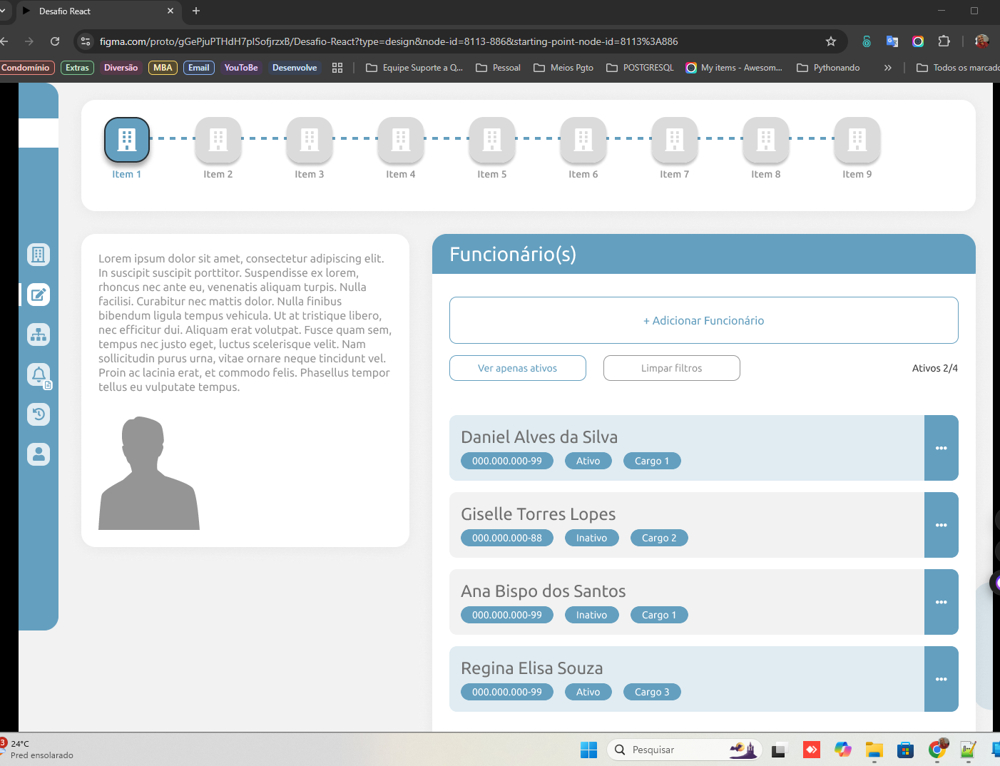 Desafio React
figma.com/proto/gGePjuPTHdH7pISofjrzxB/Desafio-React?type=design&node-id=8113-886&starting-point-node-id=8113%3A886
Condomínio Extras Diversão MBA Email YouToBe Desenvolve Equipe Suporte a Q... Pessoal Meios Pgto POSTGRESQL My items - Awesom... Pythonando Todos os marcado
Item 1 Item 2 Item 3 Item 4 Item 5 Item 6 Item 7 Item 8 Item 9
Lorem ipsum dolor sit amet, consectetur adipiscing elit.
In suscipit suscipit porttitor. Suspendisse ex lorem,
rhoncus nec ante eu, venenatis aliquam turpis. Nulla
facilisi. Curabitur nec mattis dolor. Nulla finibus
bibendum ligula tempus vehicula. Ut at tristique libero,
nec efficitur dui. Aliquam erat volutpat. Fusce quam sem,
tempus nec justo eget, luctus scelerisque velit. Nam
sollicitudin purus urna, vitae ornare neque tincidunt vel.
Proin ac lacinia erat, et commodo felis. Phasellus tempor
tellus eu vulputate tempus.
Funcionário(s)
+ Adicionar Funcionário
Ver apenas ativos Limpar filtros Ativos 2/4
Daniel Alves da Silva
000.000.000-99 Ativo Cargo 1
Giselle Torres Lopes
000.000.000-88 Inativo Cargo 2
Ana Bispo dos Santos
000.000.000-99 Inativo Cargo 1
Regina Elisa Souza
000.000.000-99 Ativo Cargo 3
3 24°C
Pred ensolarado
Pesquisar